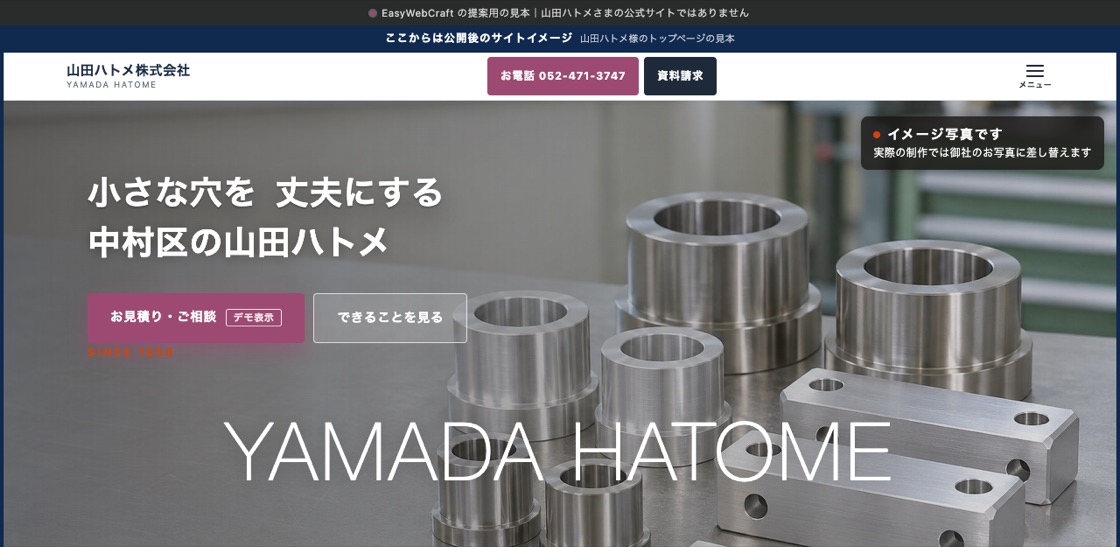 EasyWebCraft の提案用の見本｜山田ハトメさまの公式サイトではありません
ここからは公開後のサイトイメージ 山田ハトメ様のトップページの見本
山田ハトメ株式会社
YAMADA HATOME
お電話 052-471-3747
資料請求
メニュー
イメージ写真です
実際の制作では御社のお写真に差し替えます
小さな穴を 丈夫にする
中村区の山田ハトメ
お見積り・ご相談 デモ表示
できることを見る
YAMADA HATOME